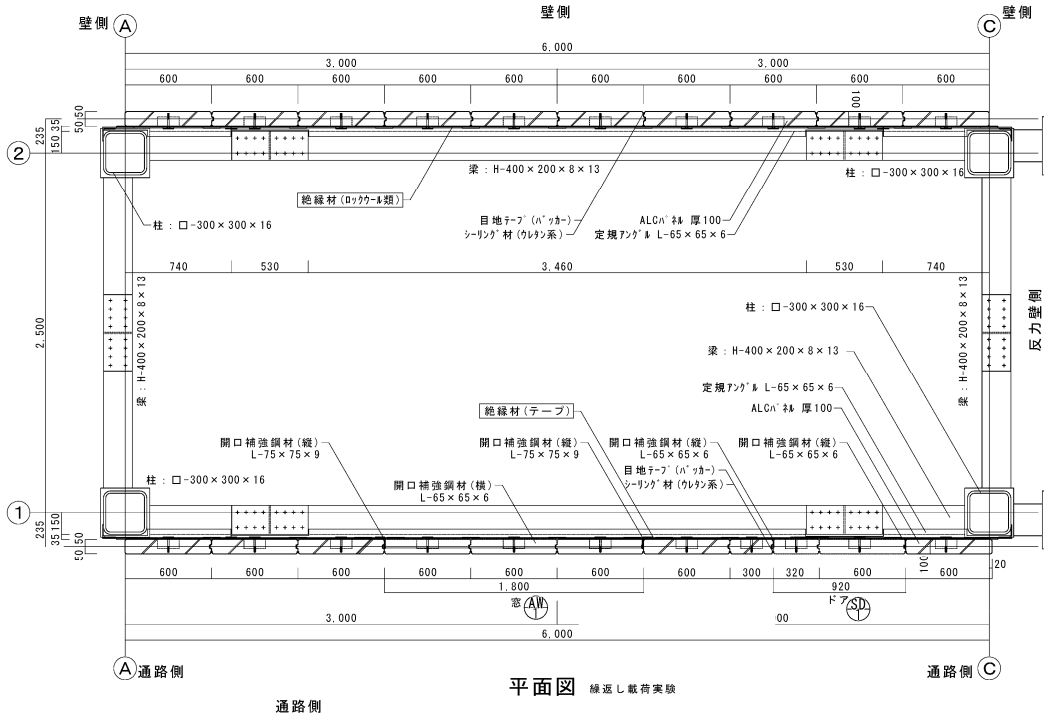 壁側
壁側
壁側
A
C
6,000
3,000
3,000
600 600 600 600 600 600 600 600 600 600
100
50 50
235
150 35
2
梁：H-400×200×8×13
柱：□-300×300×16
絶縁材(ロックウール類)
柱：□-300×300×16
目地テープ(バッカー)
シーリング材(ウレタン系)
ALCパネル 厚100
定規アングル L-65×65×6
740 530 3,460 530 740
2,500
梁：H-400×200×8×13
梁：H-400×200×8×13
反力壁側
柱：□-300×300×16
梁：H-400×200×8×13
定規アングル L-65×65×6
ALCパネル 厚100
絶縁材(テープ)
開口補強鋼材(縦)
L-75×75×9
開口補強鋼材(縦)
L-75×75×9
開口補強鋼材(縦)
L-65×65×6
開口補強鋼材(縦)
L-65×65×6
目地テープ(バッカー)
シーリング材(ウレタン系)
柱：□-300×300×16
開口補強鋼材(横)
L-65×65×6
1
235
35 150
50 50
100
20
600 600 600 600 600 600 600 300 320 600 600
1,800
920
窓 AW 1
ドア SD 1
3,000
00
6,000
A
通路側
通路側
C
平面図 繰返し載荷実験
通路側